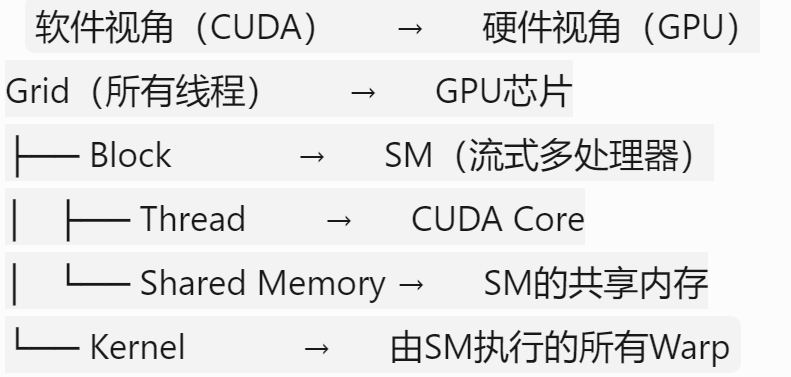 软件视角（CUDA） → 硬件视角（GPU）
Grid（所有线程） → GPU芯片
├── Block → SM（流式多处理器）
│ ├── Thread → CUDA Core
│ └── Shared Memory → SM的共享内存
└── Kernel → 由SM执行的所有Warp